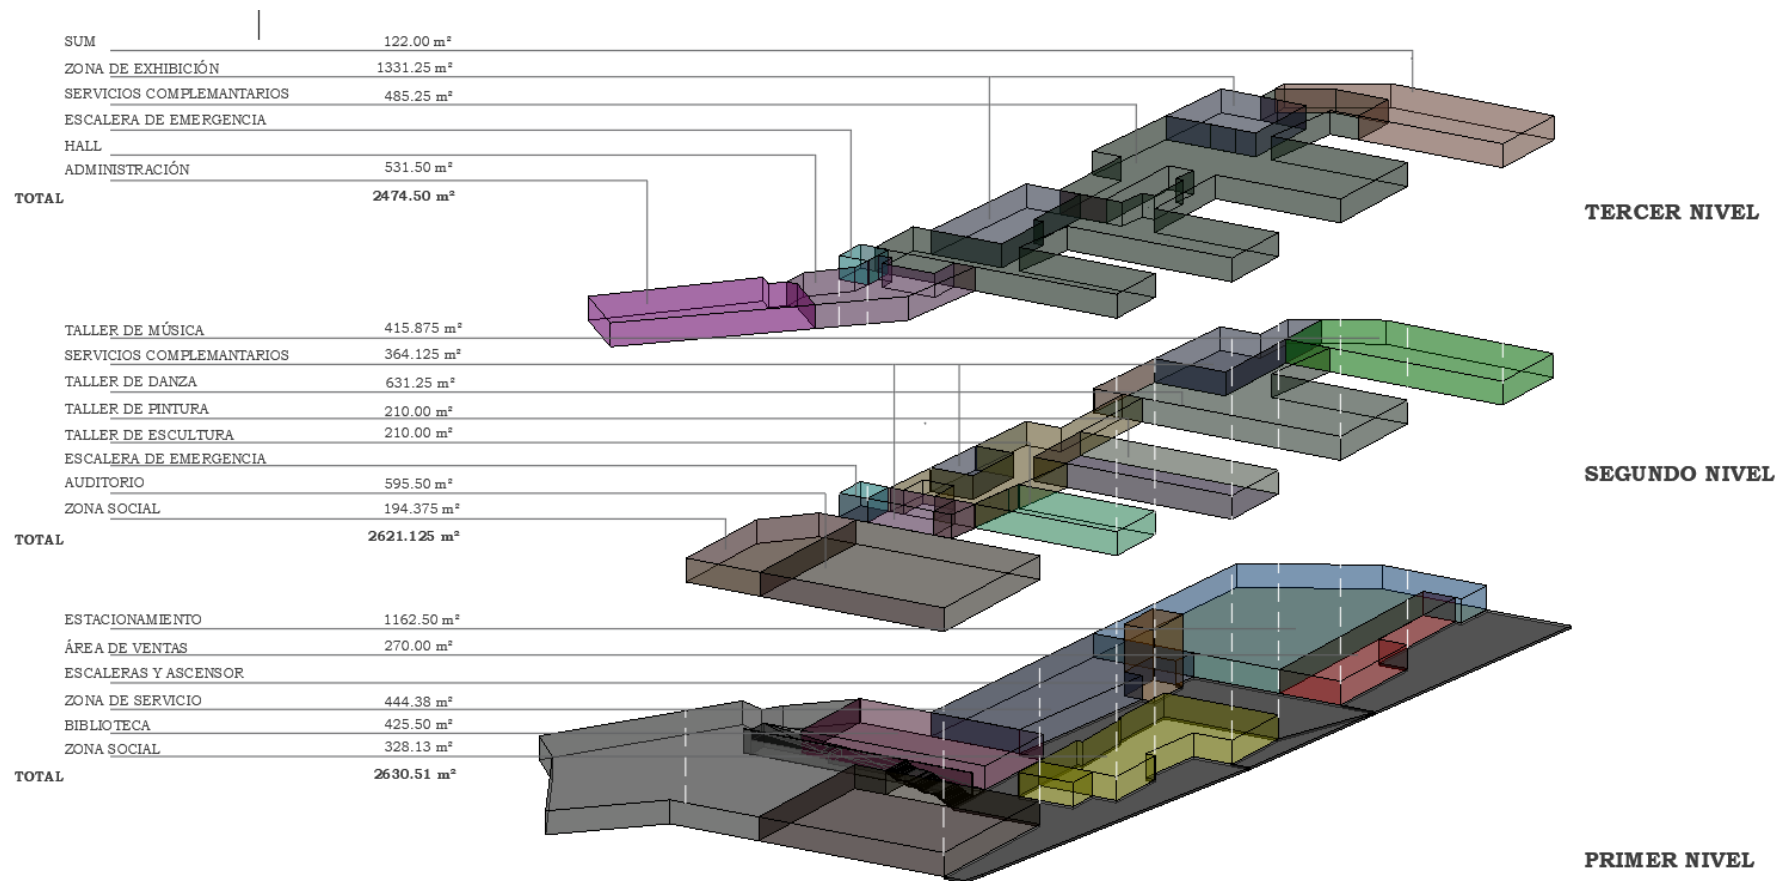 SUM 122.00 m²
ZONA DE EXHIBICIÓN 1331.25 m²
SERVICIOS COMPLEMANTARIOS 485.25 m²
ESCALERA DE EMERGENCIA
HALL
ADMINISTRACIÓN 531.50 m²
TOTAL 2474.50 m²
TERCER NIVEL
TALLER DE MÚSICA 415.875 m²
SERVICIOS COMPLEMANTARIOS 364.125 m²
TALLER DE DANZA 631.25 m²
TALLER DE PINTURA 210.00 m²
TALLER DE ESCULTURA 210.00 m²
ESCALERA DE EMERGENCIA
AUDITORIO 595.50 m²
ZONA SOCIAL 194.375 m²
TOTAL 2621.125 m²
SEGUNDO NIVEL
ESTACIONAMIENTO 1162.50 m²
ÁREA DE VENTAS 270.00 m²
ESCALERAS Y ASCENSOR
ZONA DE SERVICIO 444.38 m²
BIBLIOTECA 425.50 m²
ZONA SOCIAL 328.13 m²
TOTAL 2630.51 m²
PRIMER NIVEL